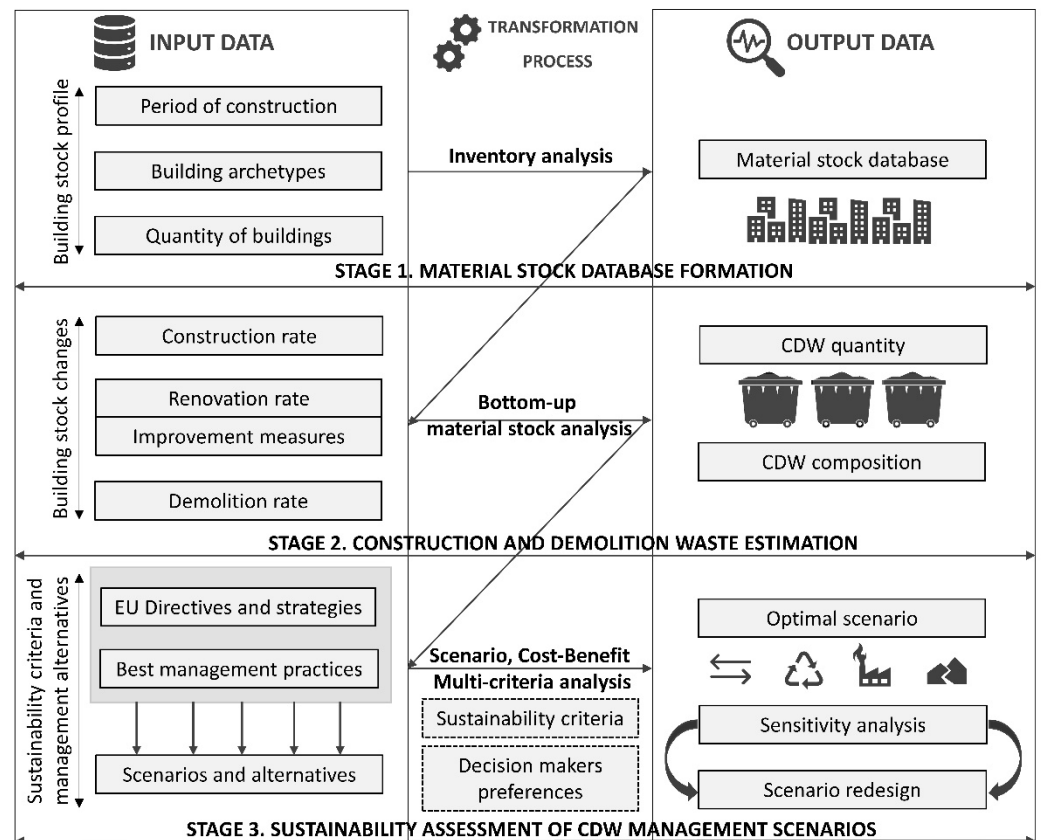 INPUT DATA
TRANSFORMATION
PROCESS
OUTPUT DATA
Building stock profile
Period of construction
Building archetypes
Quantity of buildings
Inventory analysis
Material stock database
STAGE 1. MATERIAL STOCK DATABASE FORMATION
Building stock changes
Construction rate
Renovation rate
Improvement measures
Demolition rate
Bottom-up
material stock analysis
CDW quantity
CDW composition
STAGE 2. CONSTRUCTION AND DEMOLITION WASTE ESTIMATION
Sustainability criteria and
management alternatives
EU Directives and strategies
Best management practices
Scenarios and alternatives
Scenario, Cost-Benefit
Multi-criteria analysis
Sustainability criteria
Decision makers
preferences
Optimal scenario
Sensitivity analysis
Scenario redesign
STAGE 3. SUSTAINABILITY ASSESSMENT OF CDW MANAGEMENT SCENARIOS